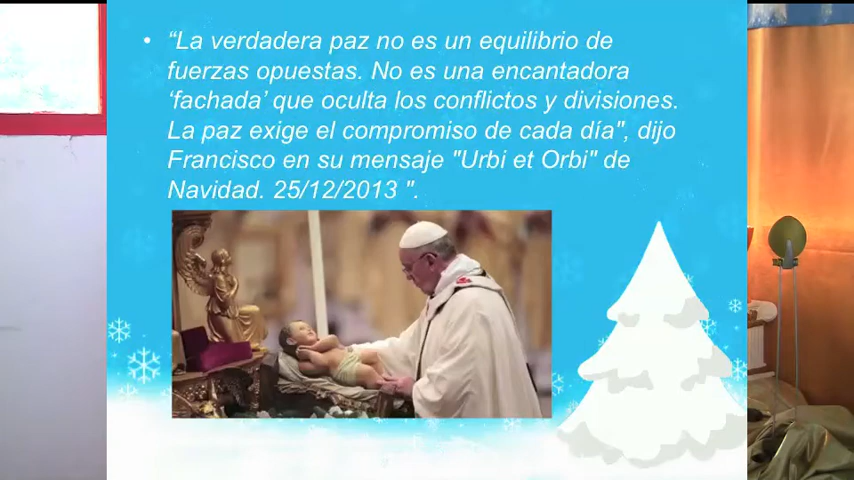 • “La verdadera paz no es un equilibrio de
fuerzas opuestas. No es una encantadora
‘fachada’ que oculta los conflictos y divisiones.
La paz exige el compromiso de cada día", dijo
Francisco en su mensaje "Urbi et Orbi" de
Navidad. 25/12/2013 ".